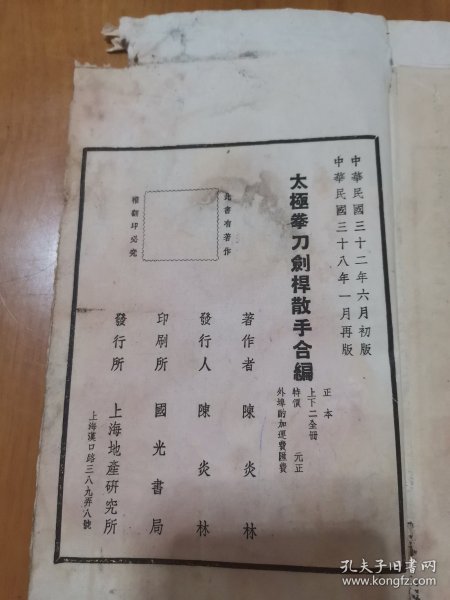 中華民國三十二年六月初版
中華民國三十八年一月再版
太極拳刀劍桿散手合編
正本
上下二全冊
特價 元正
外埠酌加運費匯費
此書有著作
權翻印必究
著作者 陳炎林
發行人 陳炎林
印刷所 國光書局
發行所 上海地產研究所
上海漢口路三八九弄八號
孔夫子旧书网
www.kongfz.com